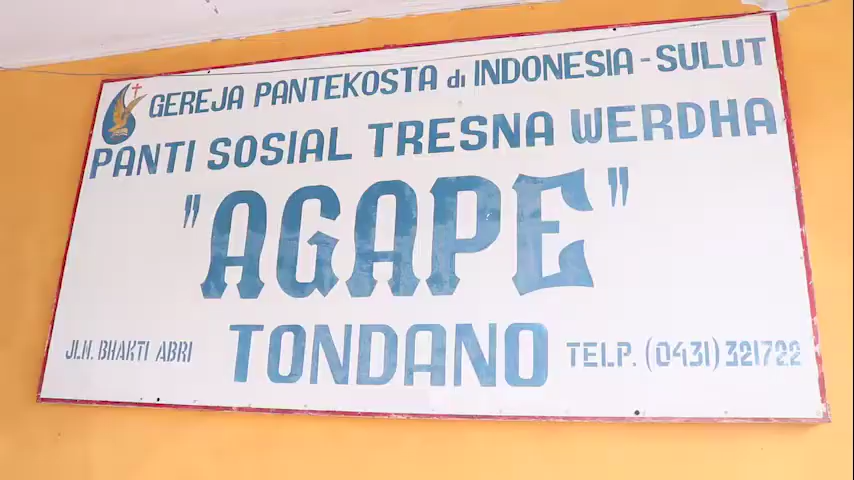 GEREJA PANTEKOSTA di INDONESIA - SULUT
PANTI SOSIAL TRESNA WERDHA
"AGAPE"
TONDANO
JLN. BHAKTI ABRI
TELP. (0431) 321722